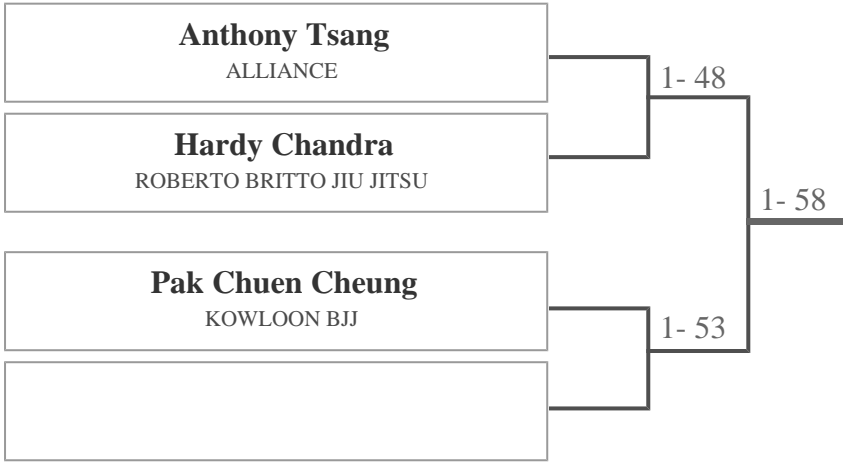 Anthony Tsang
ALLIANCE
1- 48
Hardy Chandra
ROBERTO BRITTO JIU JITSU
1- 58
Pak Chuen Cheung
KOWLOON BJJ
1- 53